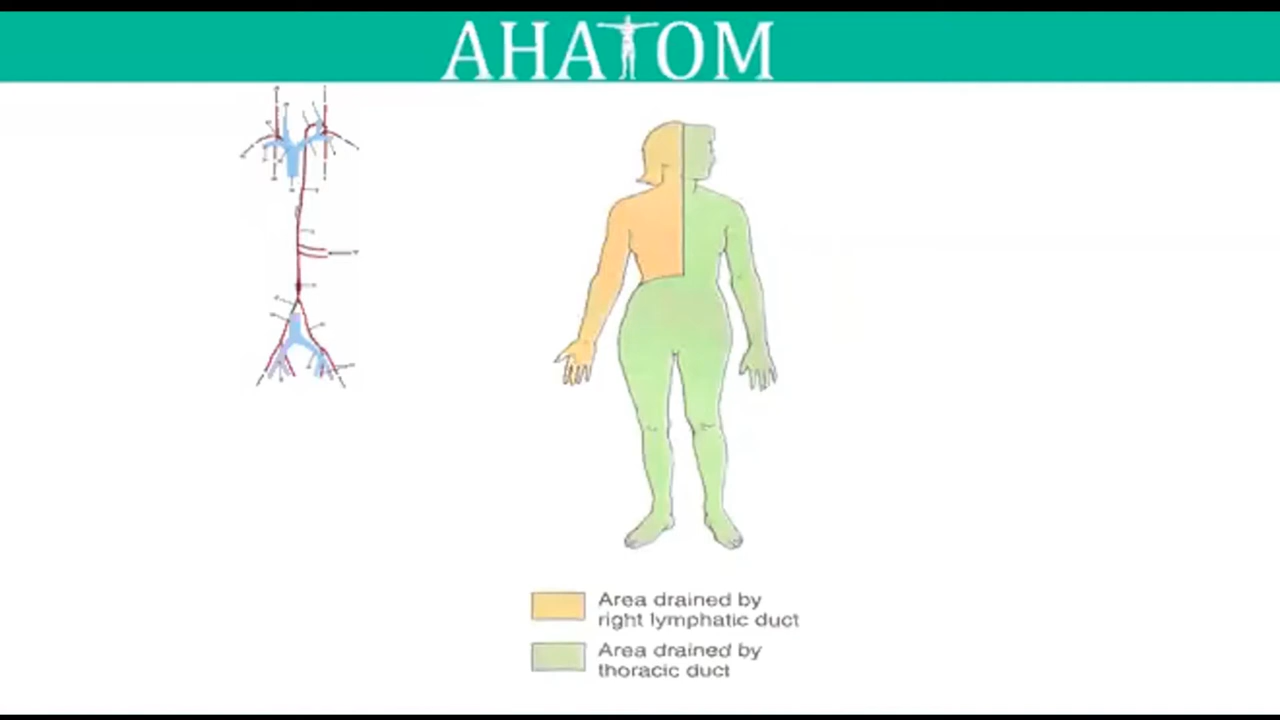 AHATOM
Area drained by
right lymphatic duct
Area drained by
thoracic duct